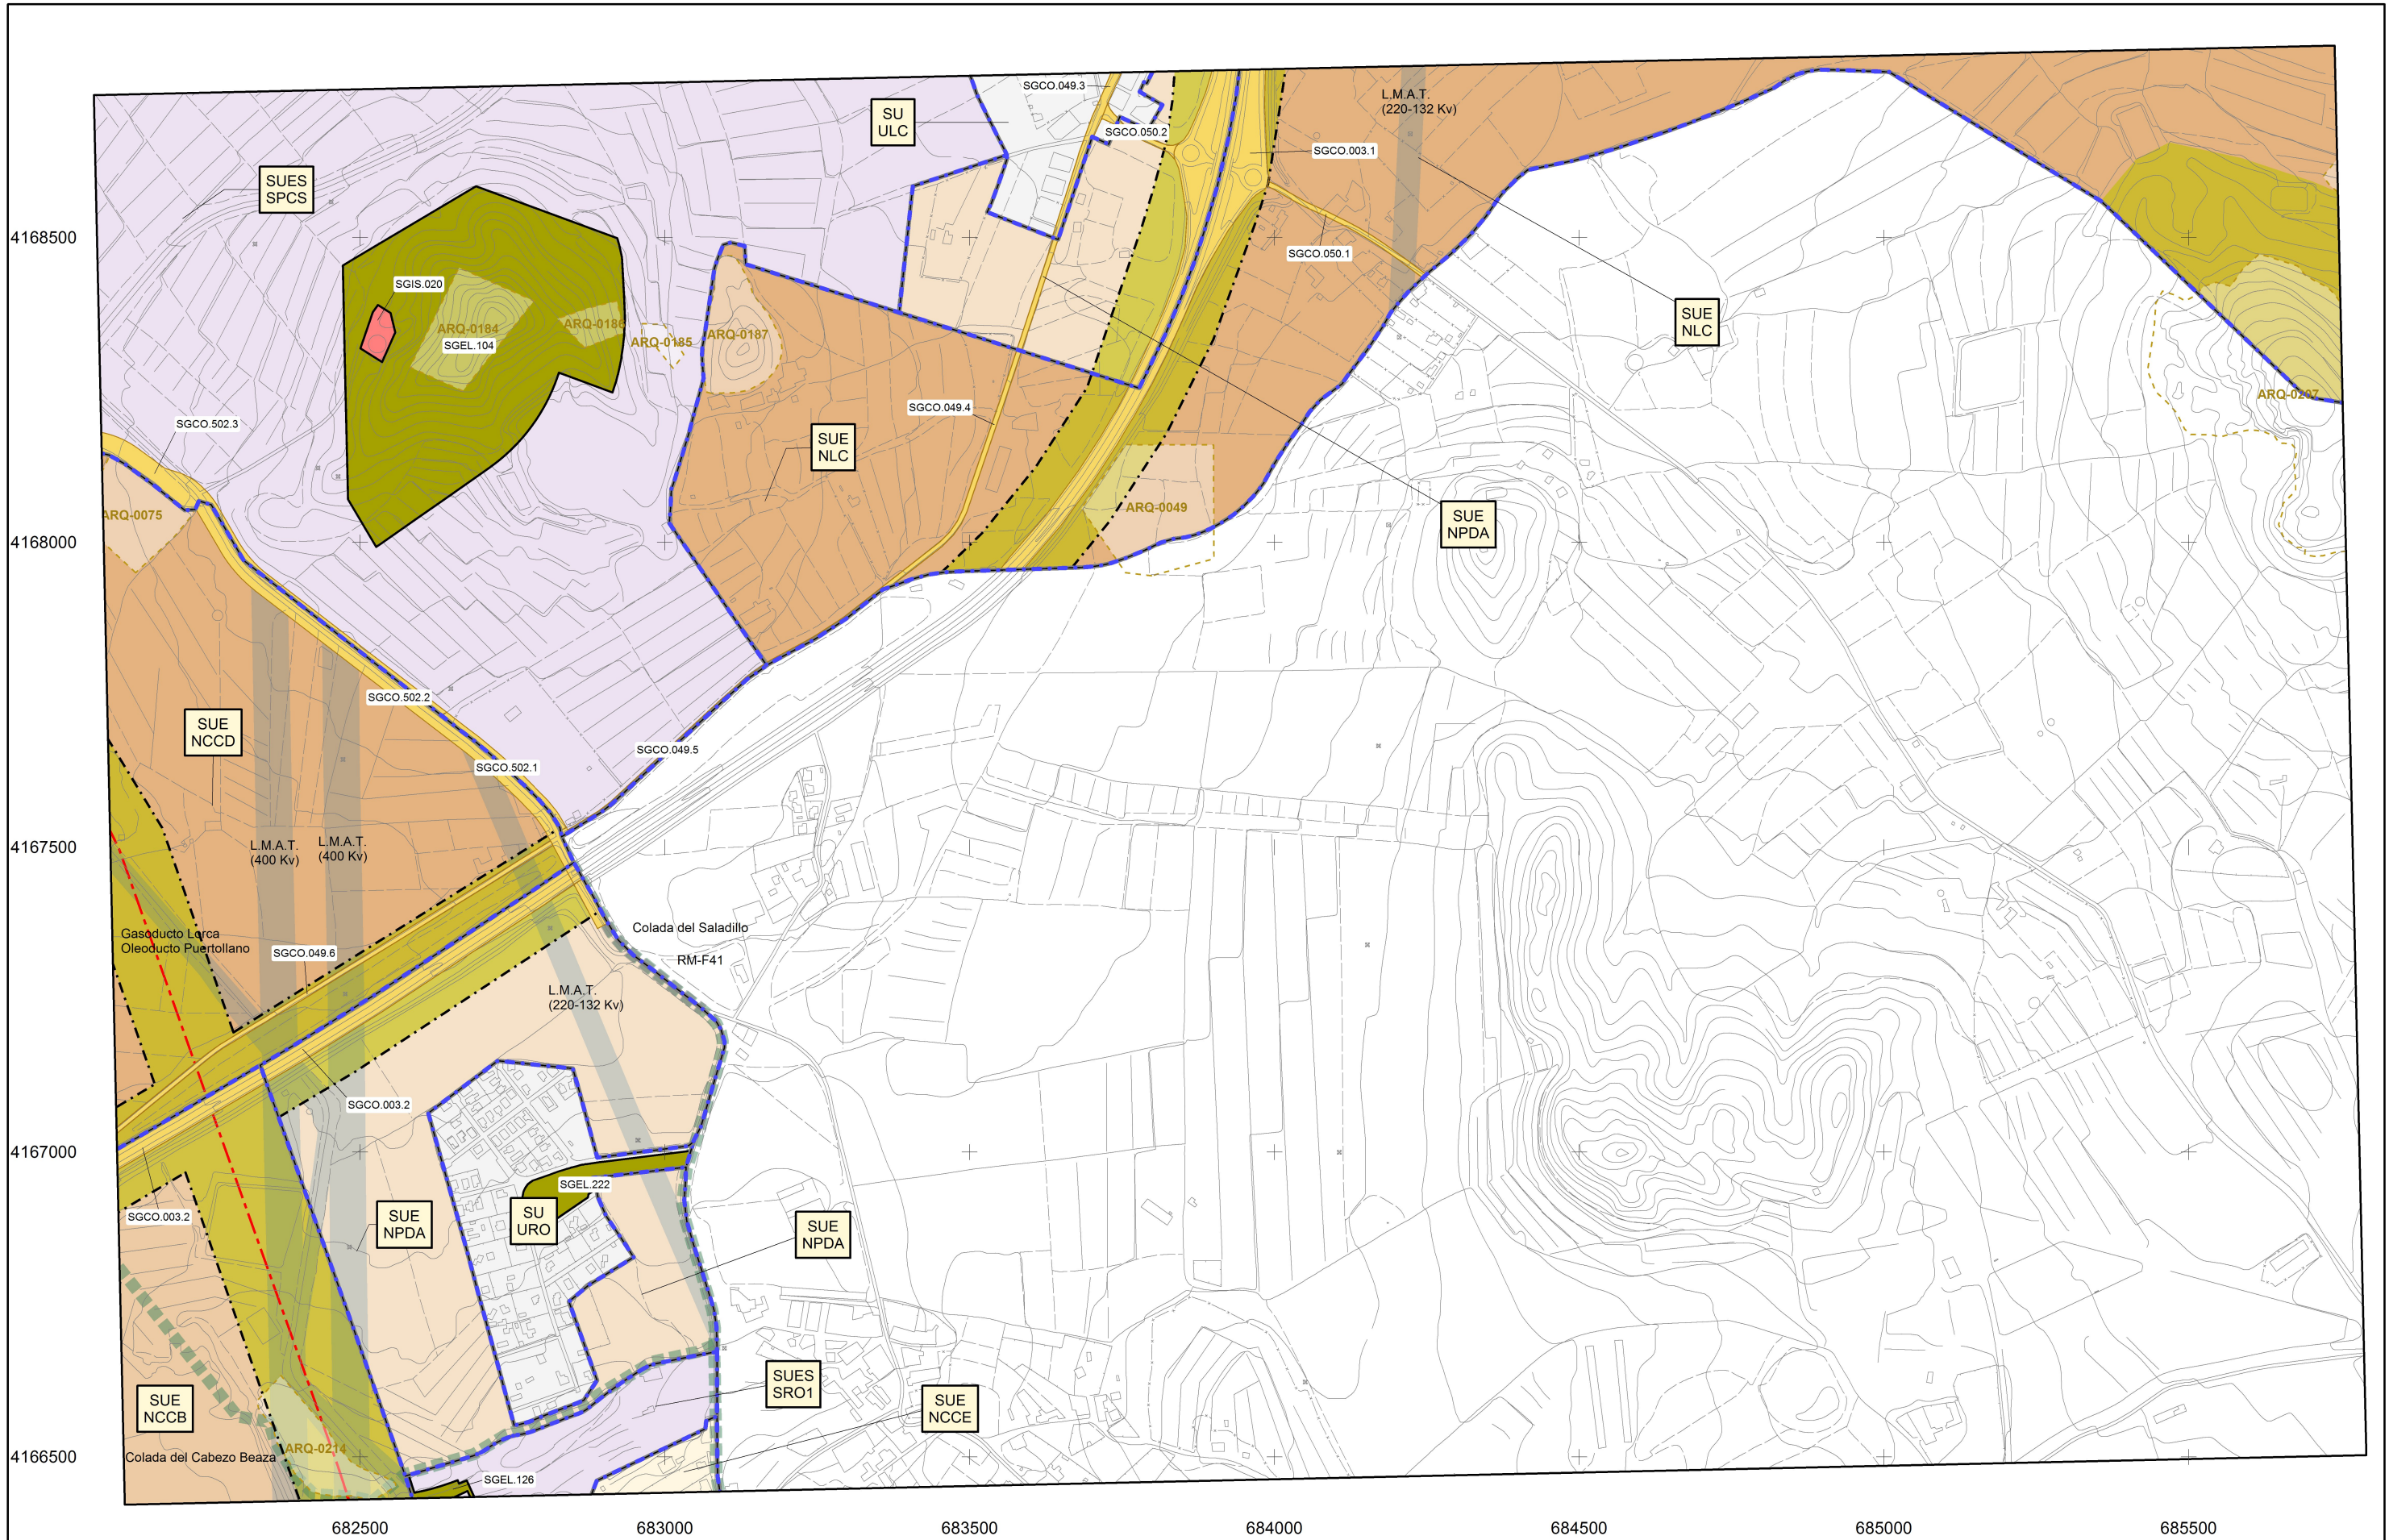 SGCO.049.3
L.M.A.T.
(220-132 Kv)
SU
ULC
SGCO.050.2
SGCO.003.1
SUES
SPCS
4168500
SGCO.050.1
SGIS.020
ARQ-0184
SGEL.104
ARQ-0186
ARQ-0185
ARQ-0187
SUE
NLC
ARQ-0207
SGCO.049.4
SGCO.502.3
SUE
NLC
ARQ-0075
ARQ-0049
SUE
NPDA
4168000
SGCO.502.2
SUE
NCCD
SGCO.049.5
SGCO.502.1
4167500
L.M.A.T.
(400 Kv)
L.M.A.T.
(400 Kv)
Gasoducto Lorca
Oleoducto Puertollano
SGCO.049.6
Colada del Saladillo
RM-F41
L.M.A.T.
(220-132 Kv)
SGCO.003.2
4167000
SGEL.222
SGCO.003.2
SUE
NPDA
SU
URO
SUE
NPDA
SUES
SRO1
SUE
NCCB
SUE
NCCE
ARQ-0214
4166500
Colada del Cabezo Beaza
SGEL.126
682500
683000
683500
684000
684500
685000
685500